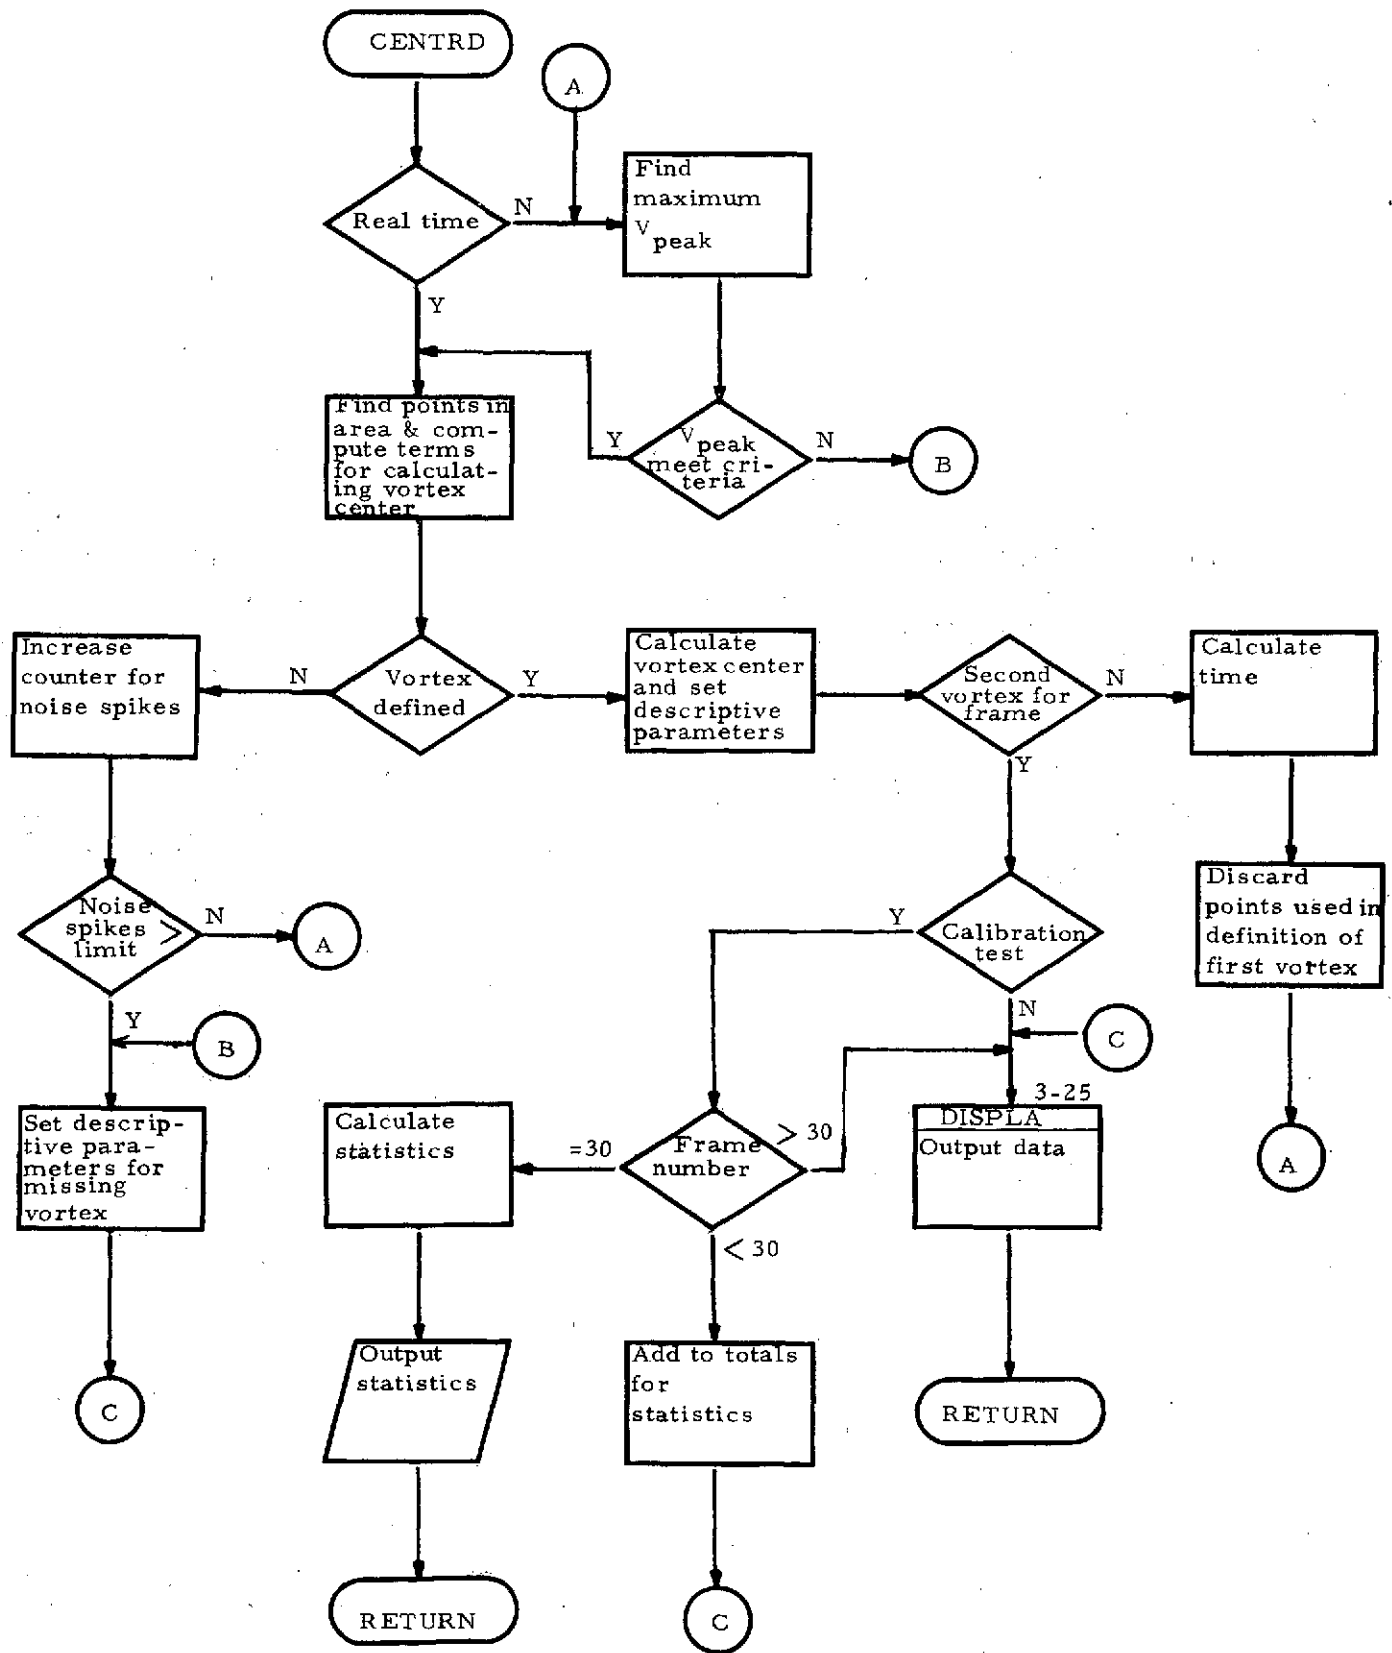 CENTRD
A
Find
maximum
V peak
Real time
N
Y
Find points in
area & com-
pute terms
for calculat-
ing vortex
center
Y
V peak
meet cri-
teria
N
B
Increase
counter for
noise spikes
N
Vortex
defined
Y
Calculate
vortex center
and set
descriptive
parameters
Second
vortex for
frame
N
Calculate
time
Y
Noise
spikes >
limit
N
A
Y
Calibration
test
Discard
points used in
definition of
first vortex
Y
B
N
C
Set descrip-
tive para-
meters for
missing
vortex
Calculate
statistics
=30
Frame
number
> 30
3-25
DISPLA
Output data
A
< 30
Output
statistics
Add to totals
for
statistics
C
RETURN
RETURN
C